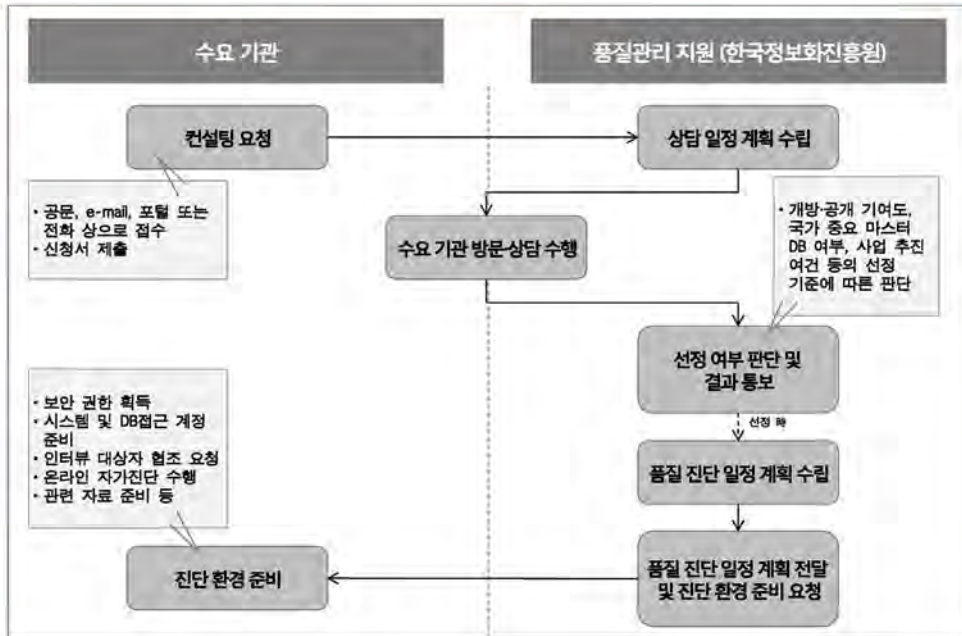 수요 기관
품질관리 지원 (한국정보화진흥원)
컨설팅 요청
상담 일정 계획 수립
• 공문, e-mail, 포털 또는
전화 상으로 접수
• 신청서 제출
수요 기관 방문·상담 수행
• 개방·공개 기여도,
국가 중요 마스터
DB 여부, 사업 추진
여건 등의 선정
기준에 따른 판단
선정 여부 판단 및
결과 통보
선정 時
• 보안 권한 획득
• 시스템 및 DB접근 계정
준비
• 인터뷰 대상자 협조 요청
• 온라인 자가진단 수행
• 관련 자료 준비 등
품질 진단 일정 계획 수립
진단 환경 준비
품질 진단 일정 계획 전달
및 진단 환경 준비 요청